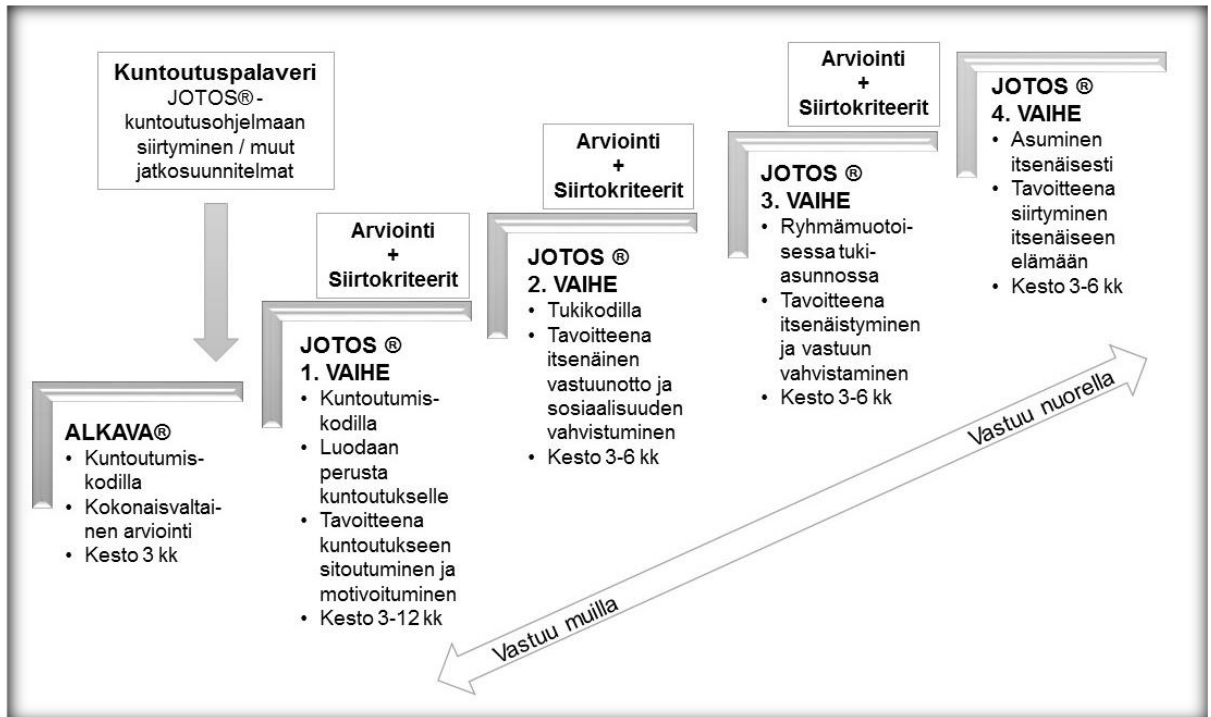 Kuntoutuspalaveri
JOTOS®-
kuntoutusohjelmaan
siirtyminen / muut
jatkosuunnitelmat
ALKAVA®
• Kuntoutumis-
kodilla
• Kokonaisvaltai-
nen arviointi
• Kesto 3 kk
Arviointi
+
Siirtokriteerit
JOTOS ®
1. VAIHE
• Kuntoutumis-
kodilla
• Luodaan
perusta
kuntoutukselle
• Tavoitteena
kuntoutukseen
sitoutuminen ja
motivoituminen
• Kesto 3-12 kk
Arviointi
+
Siirtokriteerit
JOTOS ®
2. VAIHE
• Tukikodilla
• Tavoitteena
itsenäinen
vastuunotto ja
sosiaalisuuden
vahvistuminen
• Kesto 3-6 kk
Arviointi
+
Siirtokriteerit
JOTOS ®
3. VAIHE
• Ryhmämuotoi-
sessa tuki-
asunnossa
• Tavoitteena
itsenäistyminen
ja vastuun
vahvistaminen
• Kesto 3-6 kk
JOTOS ®
4. VAIHE
• Asuminen
itsenäisesti
• Tavoitteena
siirtyminen
itsenäiseen
elämään
• Kesto 3-6 kk
Vastuu muilla
Vastuu nuorella